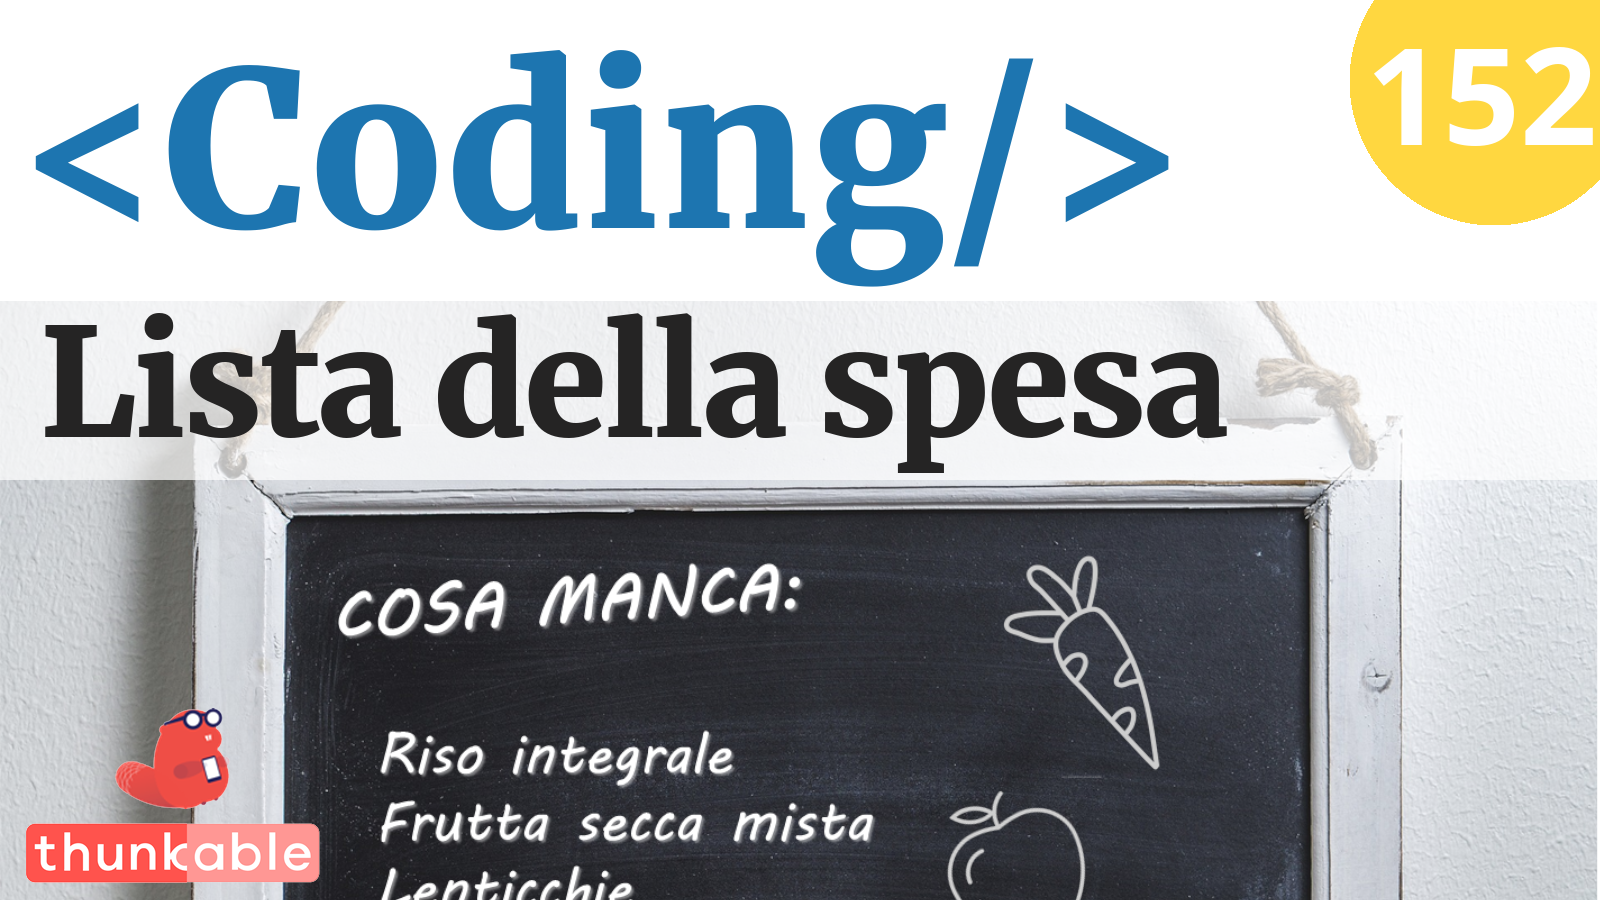 <Coding/>
152
Lista della spesa
COSA MANCA:
Riso integrale
Frutta secca mista
Lenticchie
thunkable